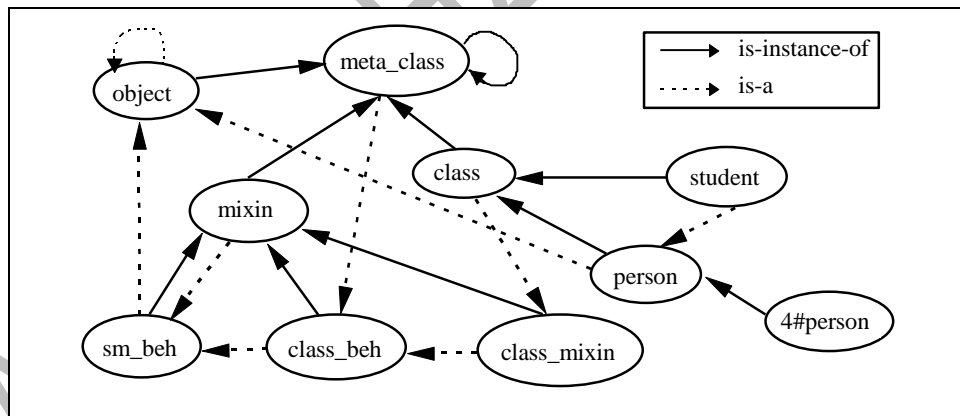 meta_class
is-instance-of
is-a
object
class
student
mixin
person
4#person
sm_beh
class_beh
class_mixin